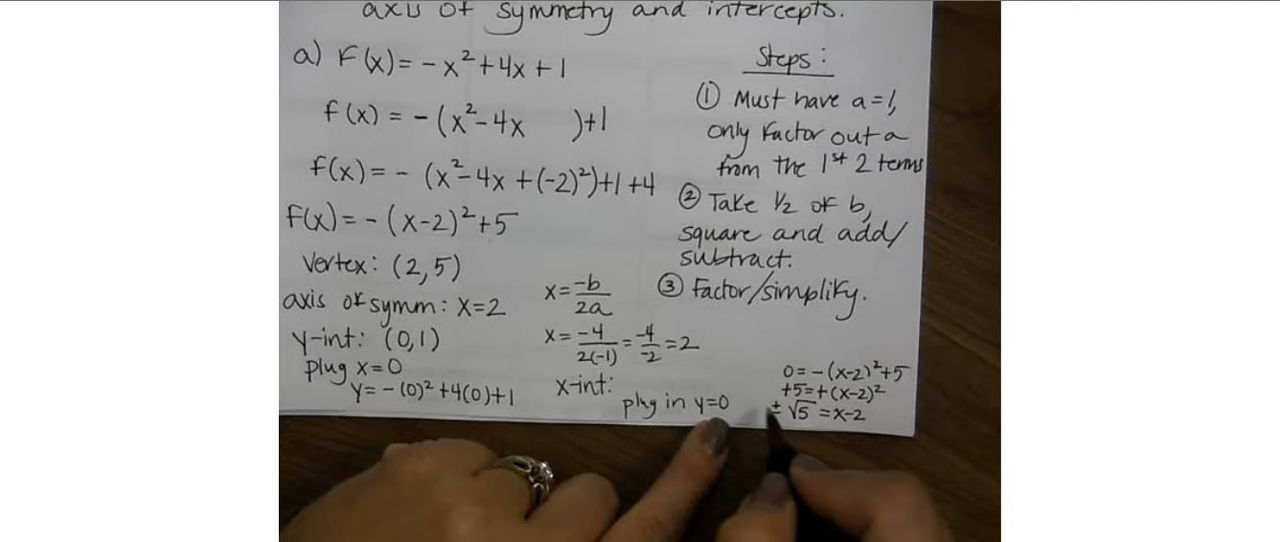 axis of symmetry and intercepts.
a) F(x) = -x²+4x+1
f(x) = -(x²-4x )+1
f(x) = - (x²-4x+(-2)²)+1+4
F(x) = -(x-2)²+5
Vertex: (2,5)
axis of symm: x=2
y-int: (0,1)
plug x=0
y= -(0)²+4(0)+1
x = -b/2a
x = -4/2(-1) = -4/-2 = 2
x-int:
plug in y=0
Steps:
① Must have a=1,
only factor out a
from the 1st 2 terms
② Take ½ of b,
square and add/
subtract.
③ Factor/simplify.
0=-(x-2)²+5
+5=+(x-2)²
±√5 = x-2